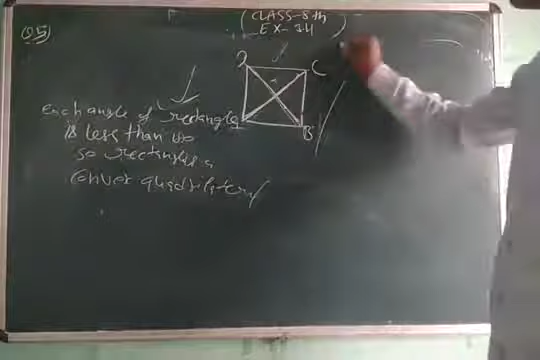 Q5)
(CLASS-8th)
EX-3.4
D
C
B
Each angle of rectangle
is less than 180
so rectangle is a
convex quadrilateral